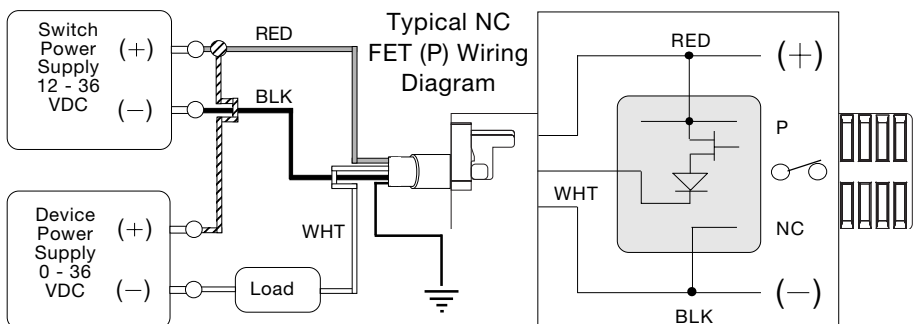 Switch
Power
Supply
12 - 36
VDC
(+)
(−)
RED
BLK
Device
Power
Supply
0 - 36
VDC
(+)
(−)
Load
WHT
Typical NC
FET (P) Wiring
Diagram
RED
(+)
P
WHT
NC
(−)
BLK